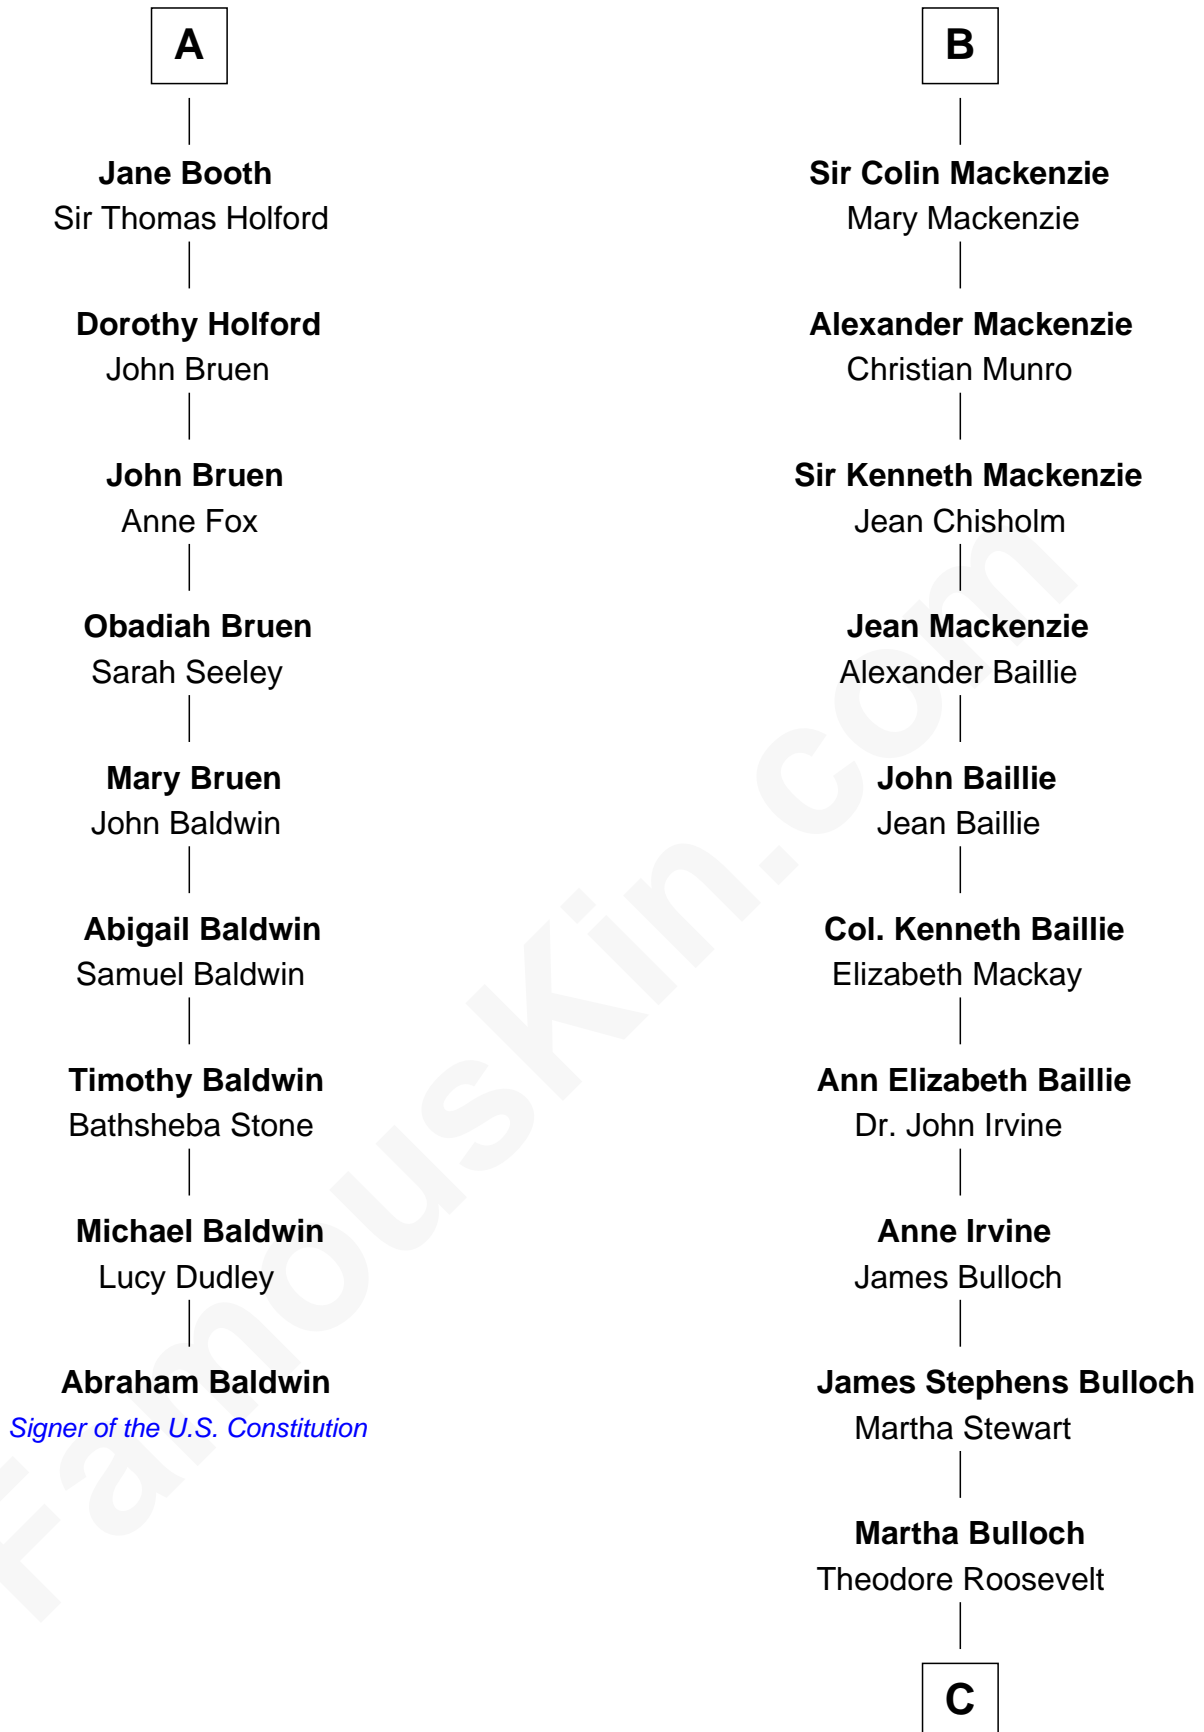 A
Jane Booth
Sir Thomas Holford
Dorothy Holford
John Bruen
John Bruen
Anne Fox
Obadiah Bruen
Sarah Seeley
Mary Bruen
John Baldwin
Abigail Baldwin
Samuel Baldwin
Timothy Baldwin
Bathsheba Stone
Michael Baldwin
Lucy Dudley
Abraham Baldwin
Signer of the U.S. Constitution
B
Sir Colin Mackenzie
Mary Mackenzie
Alexander Mackenzie
Christian Munro
Sir Kenneth Mackenzie
Jean Chisholm
Jean Mackenzie
Alexander Baillie
John Baillie
Jean Baillie
Col. Kenneth Baillie
Elizabeth Mackay
Ann Elizabeth Baillie
Dr. John Irvine
Anne Irvine
James Bulloch
James Stephens Bulloch
Martha Stewart
Martha Bulloch
Theodore Roosevelt
C
FamousKin.com